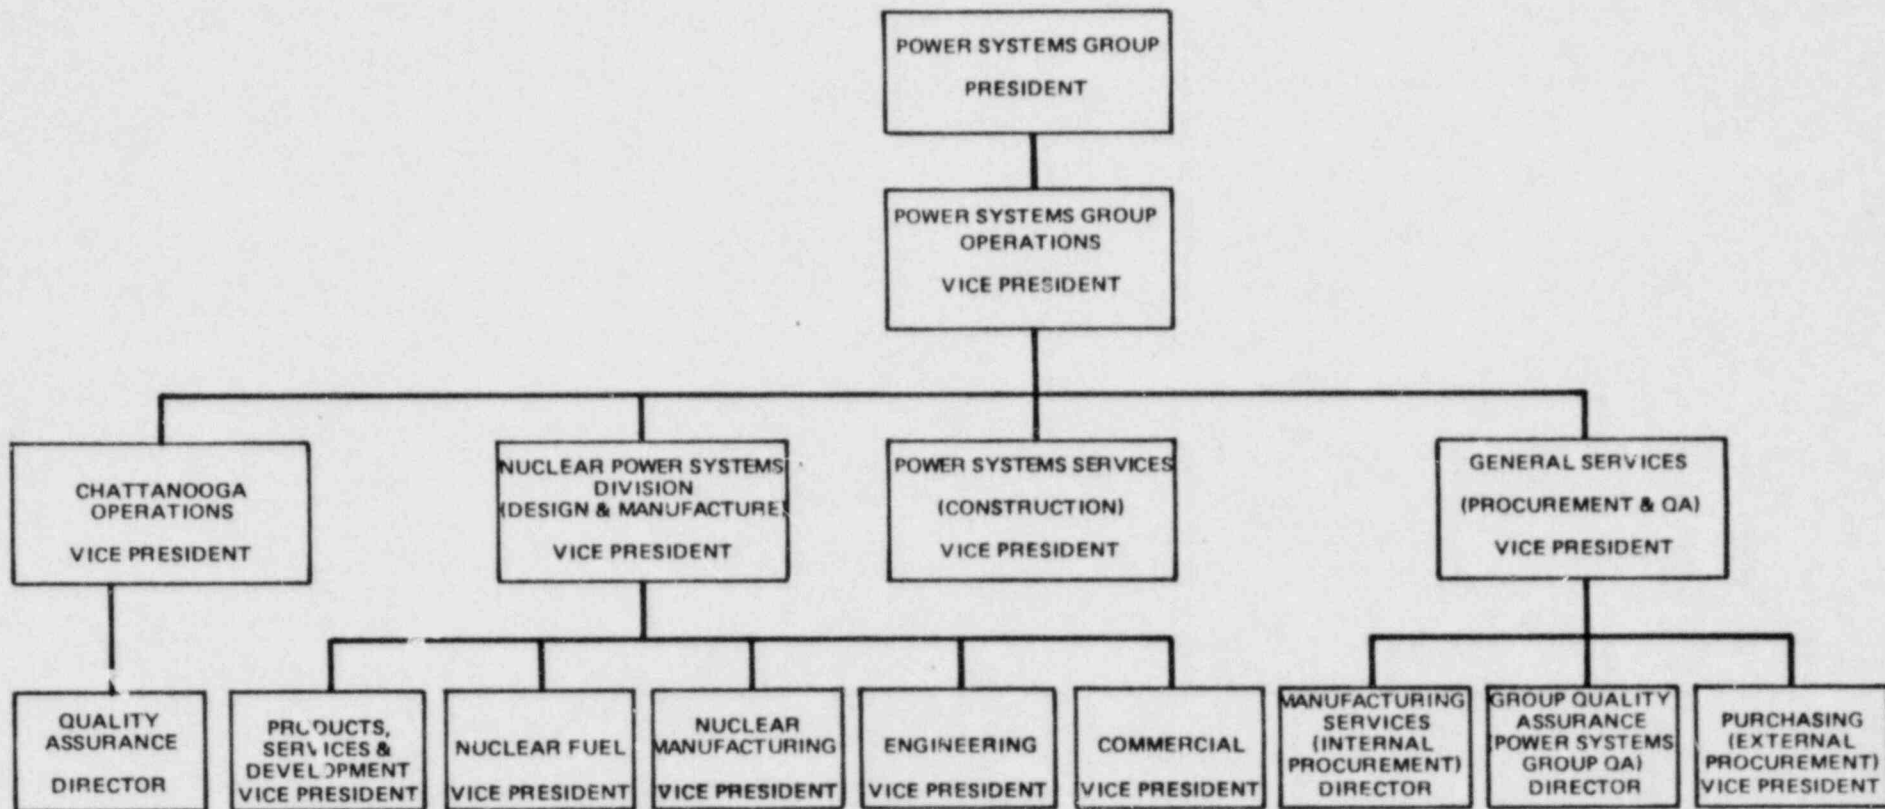 POWER SYSTEMS GROUP
PRESIDENT
POWER SYSTEMS GROUP
OPERATIONS
VICE PRESIDENT
CHATTANOOGA
OPERATIONS
VICE PRESIDENT
NUCLEAR POWER SYSTEMS
DIVISION
(DESIGN & MANUFACTURE)
VICE PRESIDENT
POWER SYSTEMS SERVICES
(CONSTRUCTION)
VICE PRESIDENT
GENERAL SERVICES
(PROCUREMENT & QA)
VICE PRESIDENT
QUALITY
ASSURANCE
DIRECTOR
PRODUCTS,
SERVICES &
DEVELOPMENT
VICE PRESIDENT
NUCLEAR FUEL
VICE PRESIDENT
NUCLEAR
MANUFACTURING
VICE PRESIDENT
ENGINEERING
VICE PRESIDENT
COMMERCIAL
VICE PRESIDENT
MANUFACTURING
SERVICES
(INTERNAL
PROCUREMENT)
DIRECTOR
GROUP QUALITY
ASSURANCE
(POWER SYSTEMS
GROUP QA)
DIRECTOR
PURCHASING
(EXTERNAL
PROCUREMENT)
VICE PRESIDENT